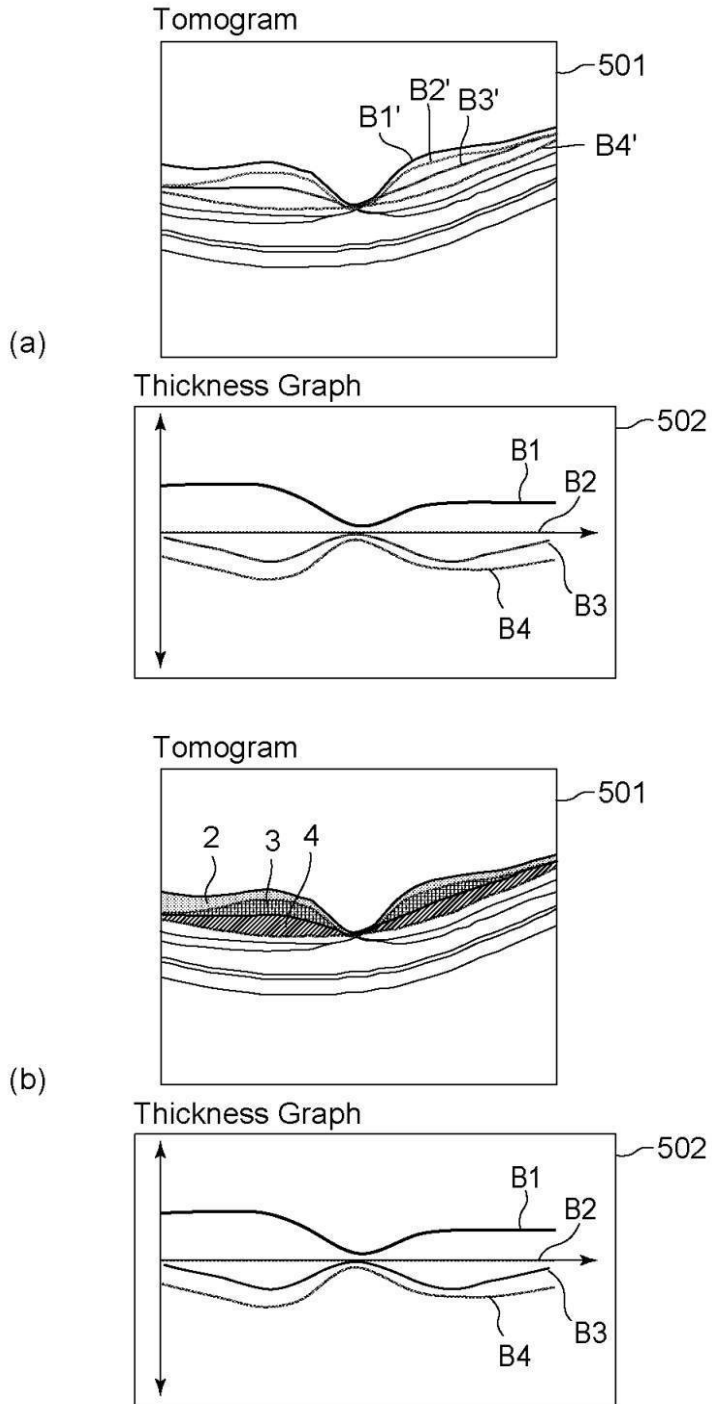 Tomogram
501
B1'
B2'
B3'
B4'
(a)
Thickness Graph
502
B1
B2
B3
B4
Tomogram
501
2
3
4
(b)
Thickness Graph
502
B1
B2
B3
B4